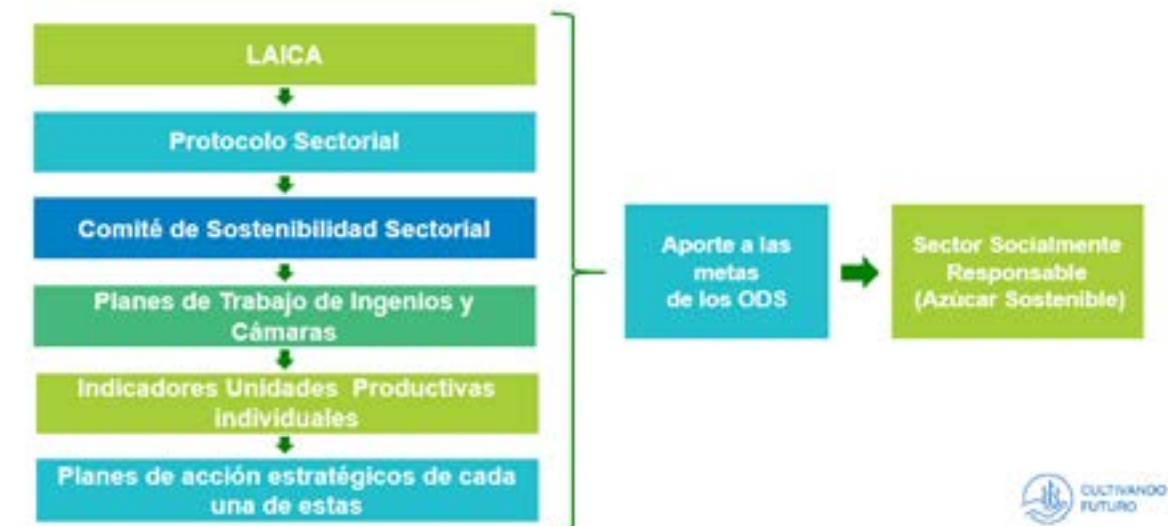 LAICA
Protocolo Sectorial
Comité de Sostenibilidad Sectorial
Planes de Trabajo de Ingenios y
Cámaras
Indicadores Unidades Productivas
individuales
Planes de acción estratégicos de cada
una de estas
Aporte a las
metas
de los ODS
Sector Socialmente
Responsable
(Azúcar Sostenible)
CULTIVANDO
FUTURO